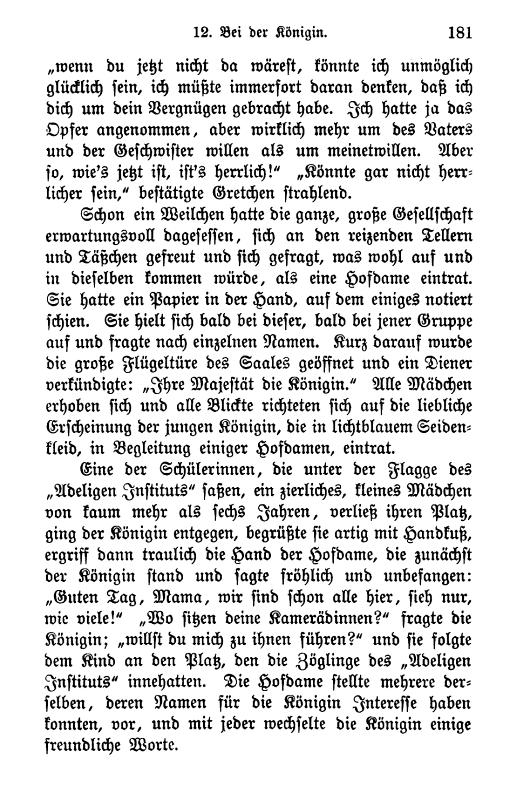 12. Bei der Königin. 181
„wenn du jetzt nicht da wärest, könnte ich unmöglich
glücklich sein, ich müßte immerfort daran denken, daß ich
dich um dein Vergnügen gebracht habe. Ich hatte ja das
Opfer angenommen, aber wirklich mehr um des Vaters
und der Geschwister willen als um meinetwillen. Aber
so, wie's jetzt ist, ist's herrlich!“ „Könnte gar nicht herr-
licher sein,“ bestätigte Gretchen strahlend.
Schon ein Weilchen hatte die ganze, große Gesellschaft
erwartungsvoll dagesessen, sich an den reizenden Tellern
und Täßchen gefreut und sich gefragt, was wohl auf und
in dieselben kommen würde, als eine Hofdame eintrat.
Sie hatte ein Papier in der Hand, auf dem einiges notiert
schien. Sie hielt sich bald bei dieser, bald bei jener Gruppe
auf und fragte nach einzelnen Namen. Kurz darauf wurde
die große Flügeltüre des Saales geöffnet und ein Diener
verkündigte: „Ihre Majestät die Königin.“ Alle Mädchen
erhoben sich und alle Blickte richteten sich auf die liebliche
Erscheinung der jungen Königin, die in lichtblauem Seiden-
kleid, in Begleitung einiger Hofdamen, eintrat.
Eine der Schülerinnen, die unter der Flagge des
„Adeligen Instituts“ saßen, ein zierliches, kleines Mädchen
von kaum mehr als sechs Jahren, verließ ihren Platz,
ging der Königin entgegen, begrüßte sie artig mit Handkuß,
ergriff dann traulich die Hand der Hofdame, die zunächst
der Königin stand und sagte fröhlich und unbefangen:
„Guten Tag, Mama, wir sind schon alle hier, sieh nur,
wie viele!“ „Wo sitzen deine Kamerädinnen?“ fragte die
Königin; „willst du mich zu ihnen führen?“ und sie folgte
dem Kind an den Platz, den die Zöglinge des „Adeligen
Instituts“ innehatten. Die Hofdame stellte mehrere der-
selben, deren Namen für die Königin Interesse haben
konnten, vor, und mit jeder wechselte die Königin einige
freundliche Worte.